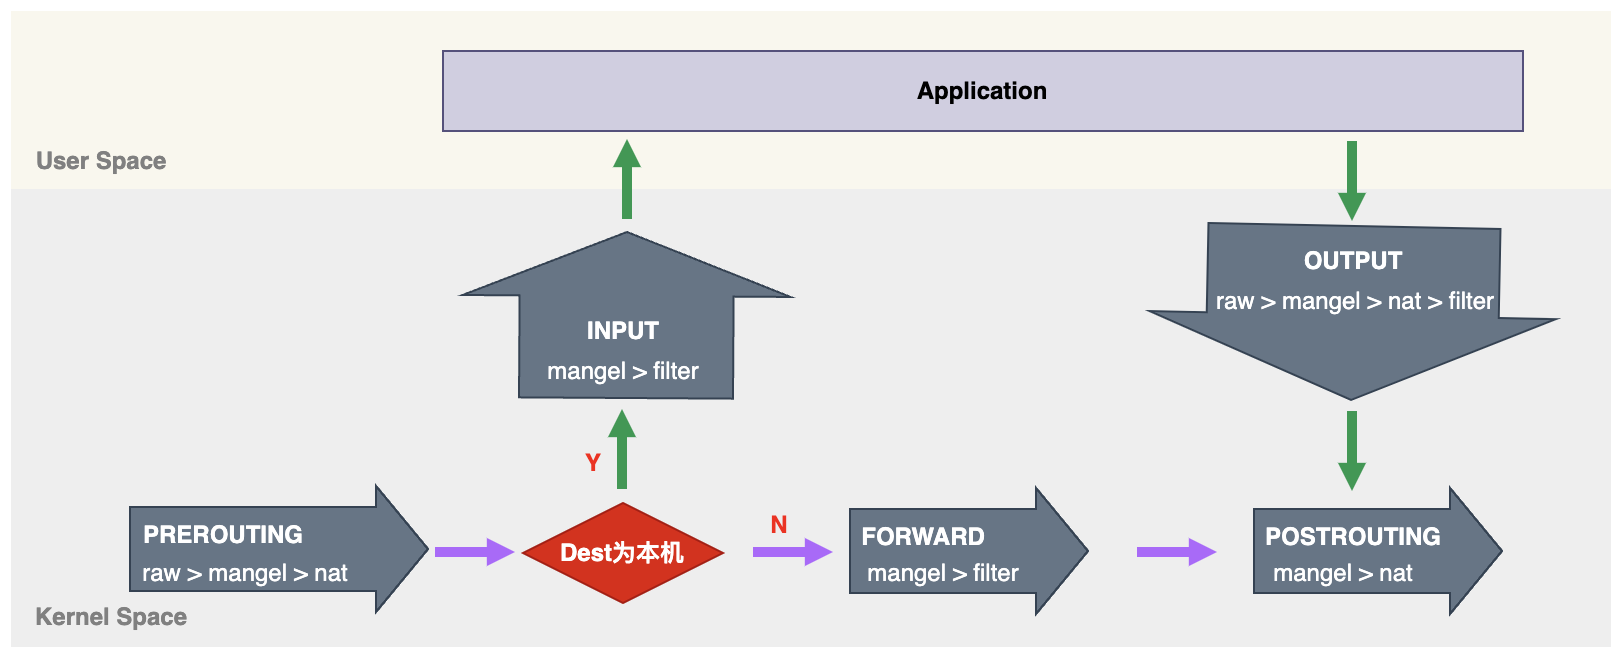 Application
User Space
OUTPUT
raw > mangel > nat > filter
INPUT
mangel > filter
Y
N
PREROUTING
raw > mangel > nat
Dest为本机
FORWARD
mangel > filter
POSTROUTING
mangel > nat
Kernel Space